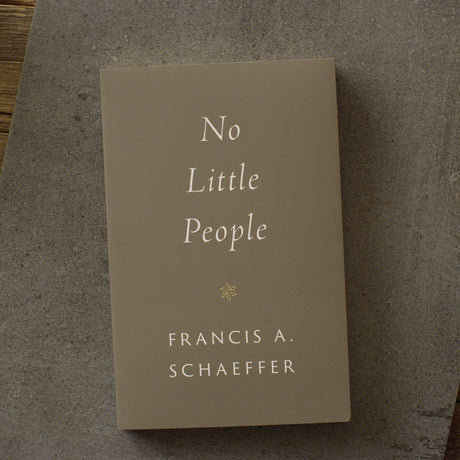 No
Little
People
FRANCIS A.
SCHAEFFER